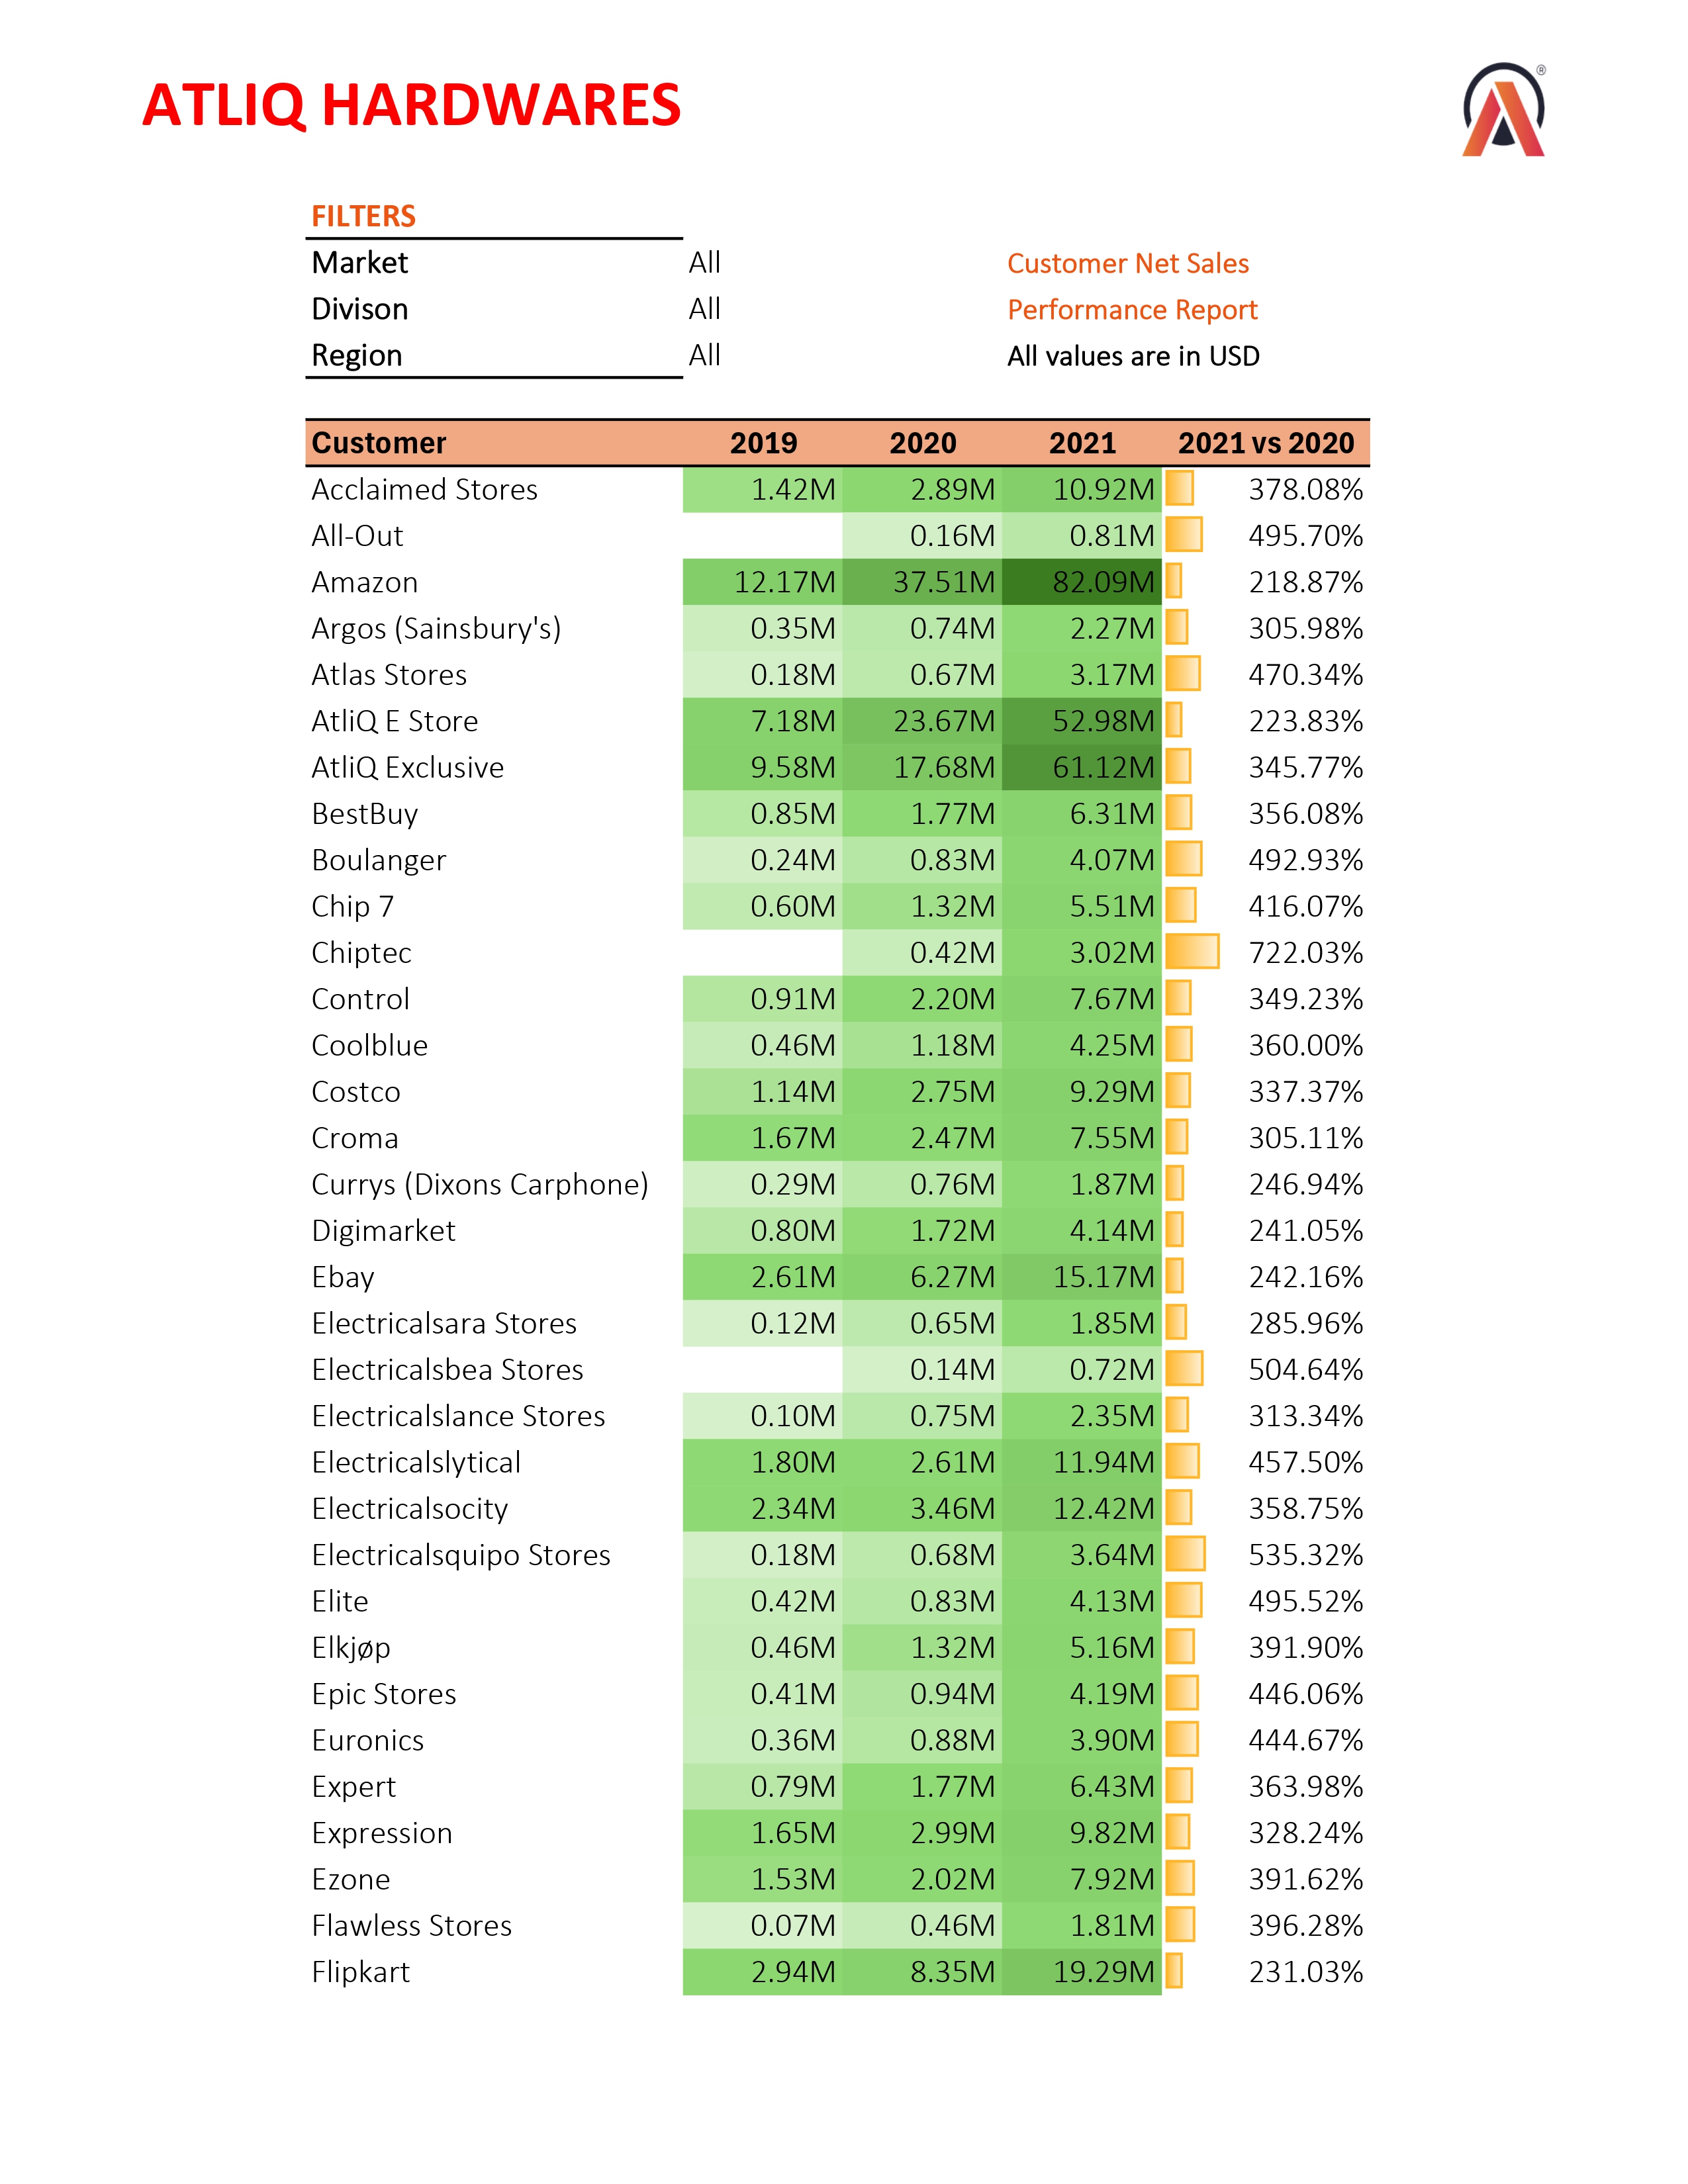 ATLIQ HARDWARES
®
FILTERS
Market All Customer Net Sales
Divison All Performance Report
Region All All values are in USD
Customer 2019 2020 2021 2021 vs 2020
Acclaimed Stores 1.42M 2.89M 10.92M 378.08%
All-Out 0.16M 0.81M 495.70%
Amazon 12.17M 37.51M 82.09M 218.87%
Argos (Sainsbury's) 0.35M 0.74M 2.27M 305.98%
Atlas Stores 0.18M 0.67M 3.17M 470.34%
AtliQ E Store 7.18M 23.67M 52.98M 223.83%
AtliQ Exclusive 9.58M 17.68M 61.12M 345.77%
BestBuy 0.85M 1.77M 6.31M 356.08%
Boulanger 0.24M 0.83M 4.07M 492.93%
Chip 7 0.60M 1.32M 5.51M 416.07%
Chiptec 0.42M 3.02M 722.03%
Control 0.91M 2.20M 7.67M 349.23%
Coolblue 0.46M 1.18M 4.25M 360.00%
Costco 1.14M 2.75M 9.29M 337.37%
Croma 1.67M 2.47M 7.55M 305.11%
Currys (Dixons Carphone) 0.29M 0.76M 1.87M 246.94%
Digimarket 0.80M 1.72M 4.14M 241.05%
Ebay 2.61M 6.27M 15.17M 242.16%
Electricalsara Stores 0.12M 0.65M 1.85M 285.96%
Electricalsbea Stores 0.14M 0.72M 504.64%
Electricalslance Stores 0.10M 0.75M 2.35M 313.34%
Electricalslytical 1.80M 2.61M 11.94M 457.50%
Electricalsocity 2.34M 3.46M 12.42M 358.75%
Electricalsquipo Stores 0.18M 0.68M 3.64M 535.32%
Elite 0.42M 0.83M 4.13M 495.52%
Elkjøp 0.46M 1.32M 5.16M 391.90%
Epic Stores 0.41M 0.94M 4.19M 446.06%
Euronics 0.36M 0.88M 3.90M 444.67%
Expert 0.79M 1.77M 6.43M 363.98%
Expression 1.65M 2.99M 9.82M 328.24%
Ezone 1.53M 2.02M 7.92M 391.62%
Flawless Stores 0.07M 0.46M 1.81M 396.28%
Flipkart 2.94M 8.35M 19.29M 231.03%